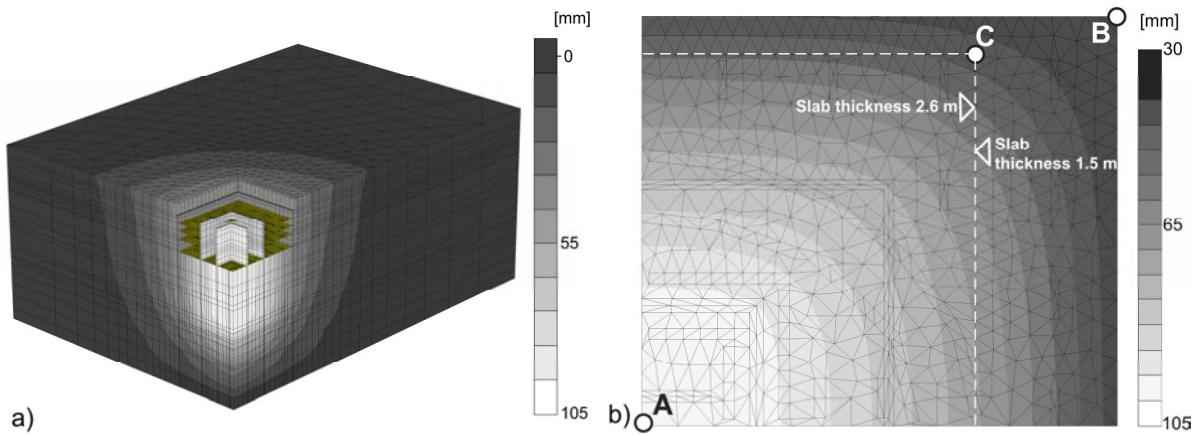 [mm]
0
55
105
a)
B
[mm]
30
C
Slab thickness 2.6 m
Slab
thickness 1.5 m
65
b)
A
105